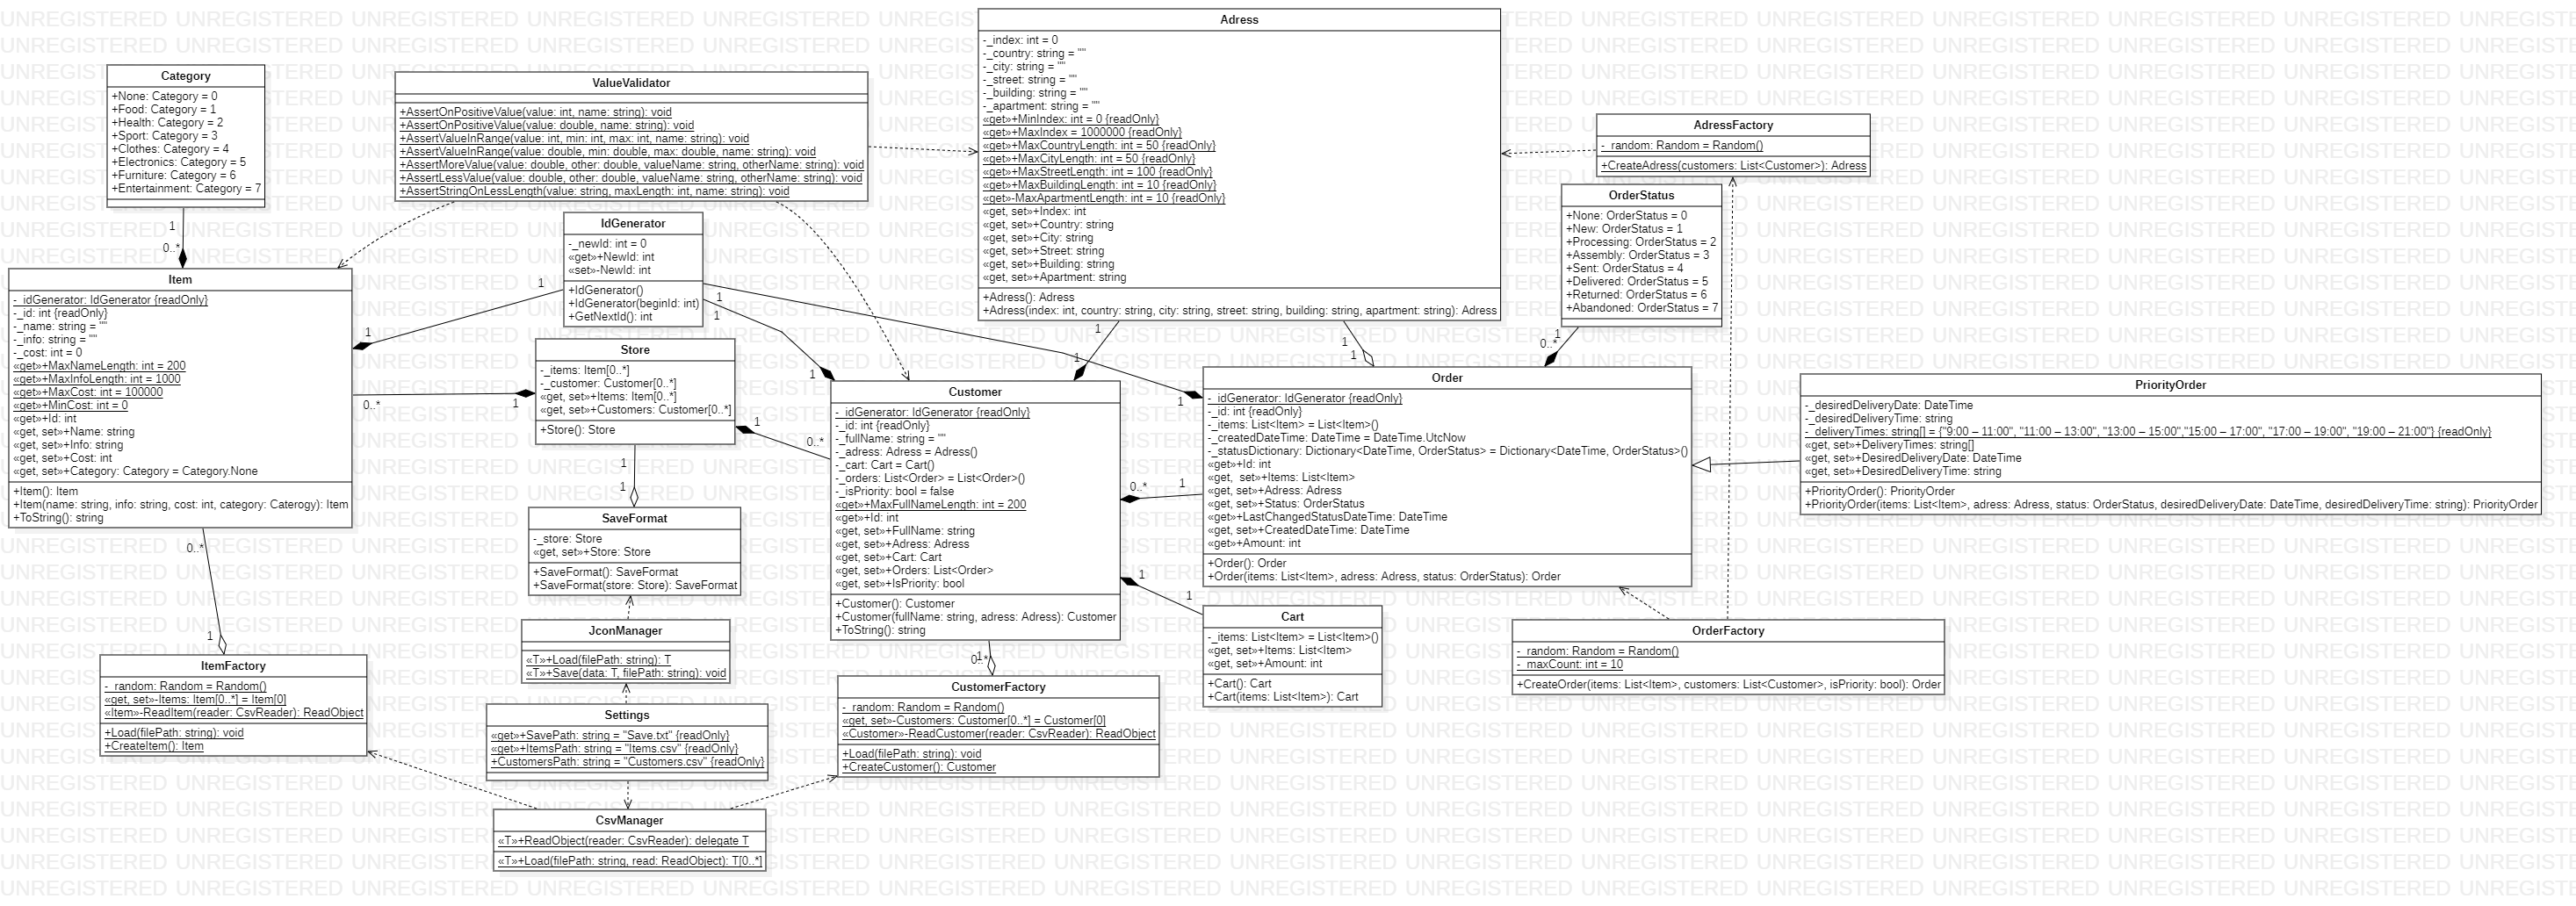 Category
+None: Category = 0
+Food: Category = 1
+Health: Category = 2
+Sport: Category = 3
+Clothes: Category = 4
+Electronics: Category = 5
+Furniture: Category = 6
+Entertainment: Category = 7
1
0..*
ValueValidator
+AssertOnPositiveValue(value: int, name: string): void
+AssertOnPositiveValue(value: double, name: string): void
+AssertValueInRange(value: int, min: int, max: int, name: string): void
+AssertValueInRange(value: double, min: double, max: double, name: string): void
+AssertMoreValue(value: double, other: double, valueName: string, otherName: string): void
+AssertLessValue(value: double, other: double, valueName: string, otherName: string): void
+AssertStringOnLessLength(value: string, maxLength: int, name: string): void
Adress
-_index: int = 0
-_country: string = ""
-_city: string = ""
-_street: string = ""
-_building: string = ""
-_apartment: string = ""
«get»+MinIndex: int = 0 {readOnly}
«get»+MaxIndex = 1000000 {readOnly}
«get»+MaxCountryLength: int = 50 {readOnly}
«get»+MaxCityLength: int = 50 {readOnly}
«get»+MaxStreetLength: int = 100 {readOnly}
«get»+MaxBuildingLength: int = 10 {readOnly}
«get»-MaxApartmentLength: int = 10 {readOnly}
«get, set»+Index: int
«get, set»+Country: string
«get, set»+City: string
«get, set»+Street: string
«get, set»+Building: string
«get, set»+Apartment: string
+Adress(): Adress
+Adress(index: int, country: string, city: string, street: string, building: string, apartment: string): Adress
AdressFactory
-_random: Random = Random()
+CreateAdress(customers: List<Customer>): Adress
OrderStatus
+None: OrderStatus = 0
+New: OrderStatus = 1
+Processing: OrderStatus = 2
+Assembly: OrderStatus = 3
+Sent: OrderStatus = 4
+Delivered: OrderStatus = 5
+Returned: OrderStatus = 6
+Abandoned: OrderStatus = 7
1
0..*
IdGenerator
-_newId: int = 0
«get»+NewId: int
«set»-NewId: int
+IdGenerator()
+IdGenerator(beginId: int)
+GetNextId(): int
1
1
1
1
1
1
1
1
1
1
Item
-_idGenerator: IdGenerator {readOnly}
-_id: int {readOnly}
-_name: string = ""
-_info: string = ""
-_cost: int = 0
«get»+MaxNameLength: int = 200
«get»+MaxInfoLength: int = 1000
«get»+MaxCost: int = 100000
«get»+MinCost: int = 0
«get»+Id: int
«get, set»+Name: string
«get, set»+Info: string
«get, set»+Cost: int
«get, set»+Category: Category = Category.None
+Item(): Item
+Item(name: string, info: string, cost: int, category: Caterogy): Item
+ToString(): string
0..*
1
Store
-_items: Item[0..*]
-_customer: Customer[0..*]
«get, set»+Items: Item[0..*]
«get, set»+Customers: Customer[0..*]
+Store(): Store
1
0..*
1
1
Customer
-_idGenerator: IdGenerator {readOnly}
-_id: int {readOnly}
-_fullName: string = ""
-_adress: Adress = Adress()
-_cart: Cart = Cart()
-_orders: List<Order> = List<Order>()
-_isPriority: bool = false
«get»+MaxFullNameLength: int = 200
«get»+Id: int
«get, set»+FullName: string
«get, set»+Adress: Adress
«get, set»+Cart: Cart
«get, set»+Orders: List<Order>
«get, set»+IsPriority: bool
+Customer(): Customer
+Customer(fullName: string, adress: Adress): Customer
+ToString(): string
0..*
1
1
1
Order
-_idGenerator: IdGenerator {readOnly}
-_id: int {readOnly}
-_items: List<Item> = List<Item>()
-_createdDateTime: DateTime = DateTime.UtcNow
-_statusDictionary: Dictionary<DateTime, OrderStatus> = Dictionary<DateTime, OrderStatus>()
«get»+Id: int
«get,  set»+Items: List<Item>
«get, set»+Adress: Adress
«get, set»+Status: OrderStatus
«get»+LastChangedStatusDateTime: DateTime
«get, set»+CreatedDateTime: DateTime
«get»+Amount: int
+Order(): Order
+Order(items: List<Item>, adress: Adress, status: OrderStatus): Order
PriorityOrder
-_desiredDeliveryDate: DateTime
-_desiredDeliveryTime: string
-_deliveryTimes: string[] = {"9:00 – 11:00", "11:00 – 13:00", "13:00 – 15:00","15:00 – 17:00", "17:00 – 19:00", "19:00 – 21:00"} {readOnly}
«get, set»+DeliveryTimes: string[]
«get, set»+DesiredDeliveryDate: DateTime
«get, set»+DesiredDeliveryTime: string
+PriorityOrder(): PriorityOrder
+PriorityOrder(items: List<Item>, adress: Adress, status: OrderStatus, desiredDeliveryDate: DateTime, desiredDeliveryTime: string): PriorityOrder
SaveFormat
-_store: Store
«get, set»+Store: Store
+SaveFormat(): SaveFormat
+SaveFormat(store: Store): SaveFormat
0..*
1
JconManager
«T»+Load(filePath: string): T
«T»+Save(data: T, filePath: string): void
Cart
-_items: List<Item> = List<Item>()
«get, set»+Items: List<Item>
«get, set»+Amount: int
+Cart(): Cart
+Cart(items: List<Item>): Cart
OrderFactory
-_random: Random = Random()
-_maxCount: int = 10
+CreateOrder(items: List<Item>, customers: List<Customer>, isPriority: bool): Order
ItemFactory
-_random: Random = Random()
«get, set»-Items: Item[0..*] = Item[0]
«Item»-ReadItem(reader: CsvReader): ReadObject
+Load(filePath: string): void
+CreateItem(): Item
1
0..*
CustomerFactory
-_random: Random = Random()
«get, set»-Customers: Customer[0..*] = Customer[0]
«Customer»-ReadCustomer(reader: CsvReader): ReadObject
+Load(filePath: string): void
+CreateCustomer(): Customer
Settings
«get»+SavePath: string = "Save.txt" {readOnly}
«get»+ItemsPath: string = "Items.csv" {readOnly}
+CustomersPath: string = "Customers.csv" {readOnly}
CsvManager
«T»+ReadObject(reader: CsvReader): delegate T
«T»+Load(filePath: string, read: ReadObject): T[0..*]